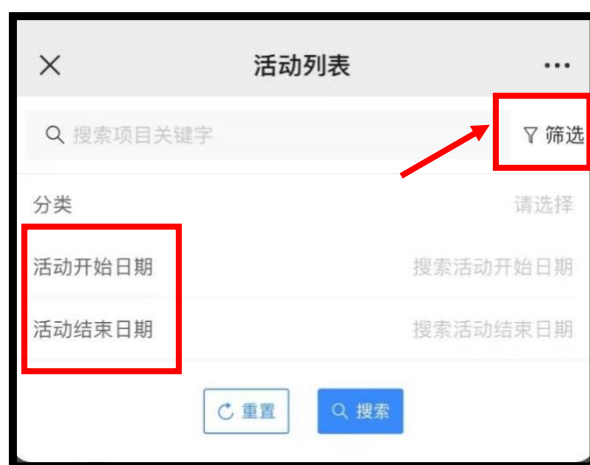 活动列表
搜索项目关键字 筛选
分类 请选择
活动开始日期 搜索活动开始日期
活动结束日期 搜索活动结束日期
重置 搜索